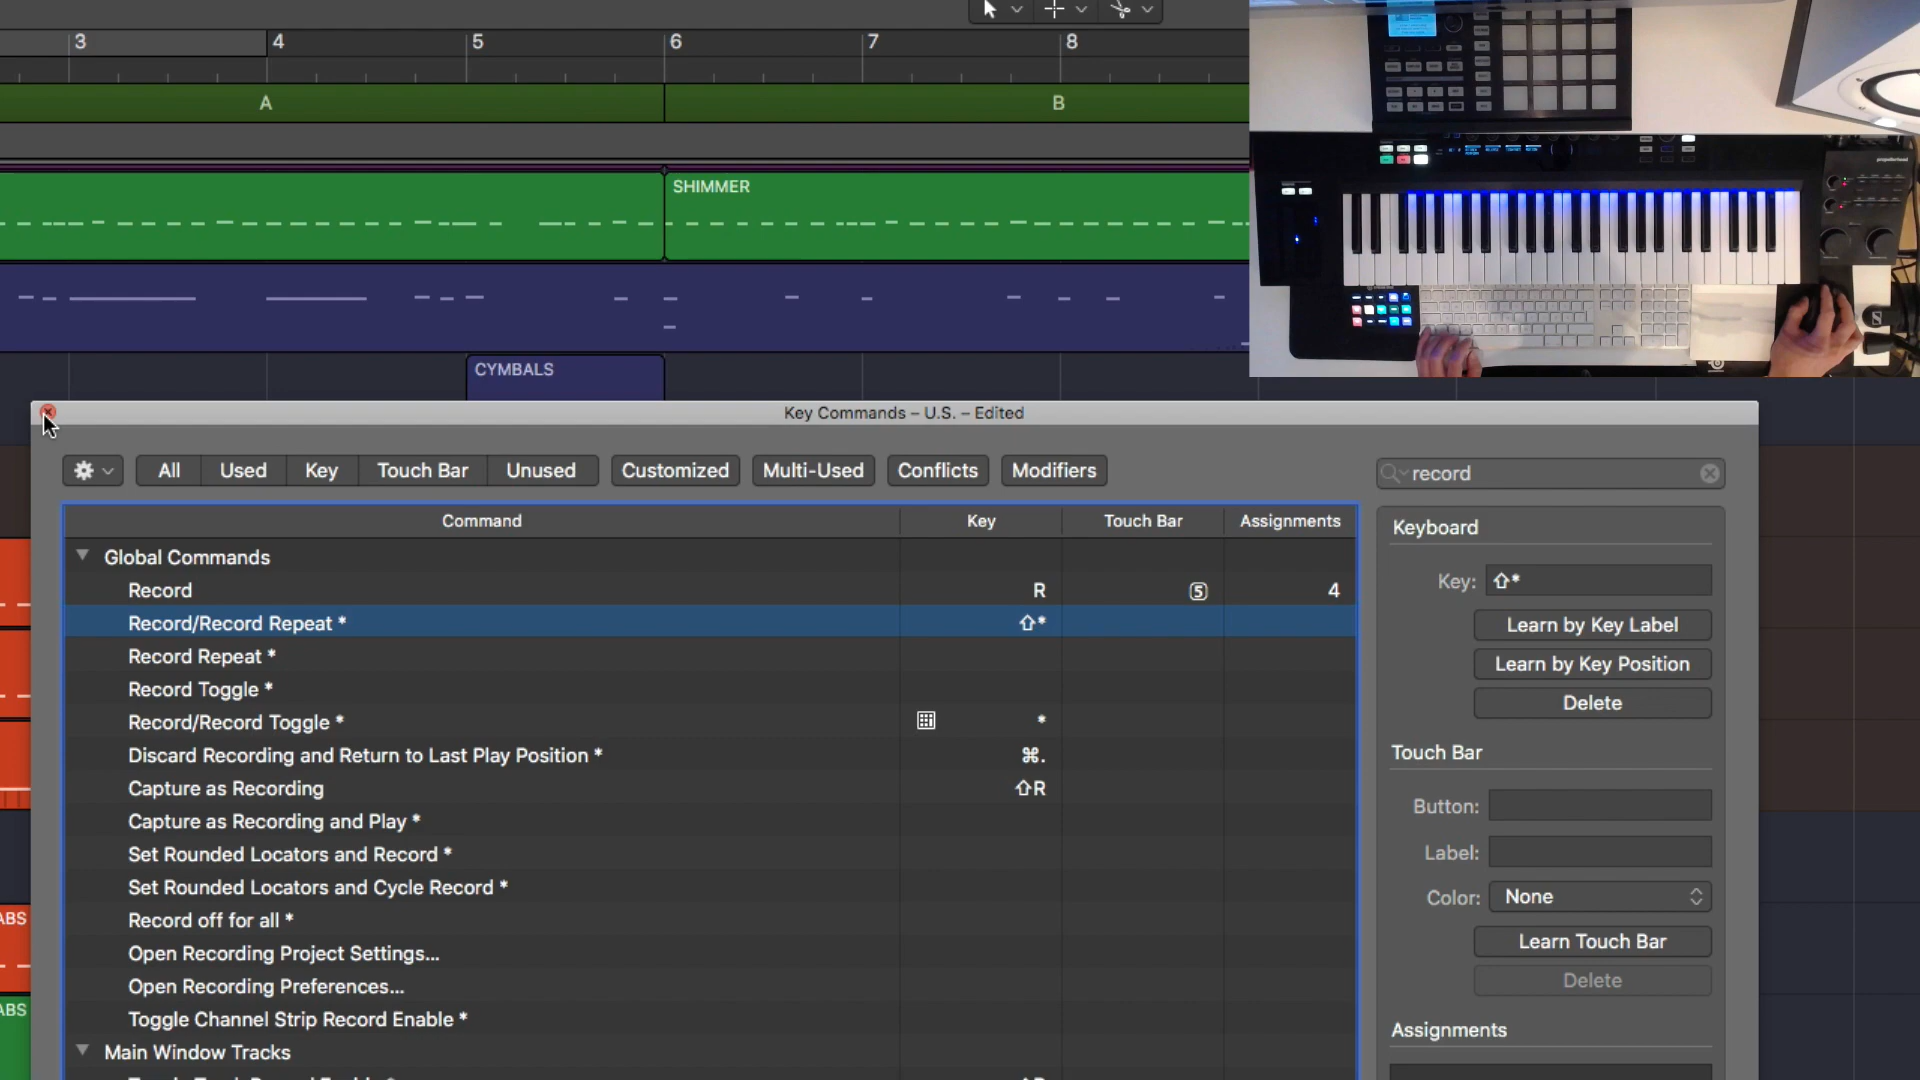 3 4 5 6 7 8
A B
SHIMMER
CYMBALS
Key Commands – U.S. – Edited
All Used Key Touch Bar Unused Customized Multi-Used Conflicts Modifiers
record
Command Key Touch Bar Assignments
Global Commands
Record R 5 4
Record/Record Repeat * ⇧*
Record Repeat *
Record Toggle *
Record/Record Toggle * *
Discard Recording and Return to Last Play Position * ⌘.
Capture as Recording ⇧R
Capture as Recording and Play *
Set Rounded Locators and Record *
Set Rounded Locators and Cycle Record *
Record off for all *
Open Recording Project Settings...
Open Recording Preferences...
Toggle Channel Strip Record Enable *
Main Window Tracks
Keyboard
Key: ⇧*
Learn by Key Label
Learn by Key Position
Delete
Touch Bar
Button:
Label:
Color: None
Learn Touch Bar
Delete
Assignments
ABS
ABS